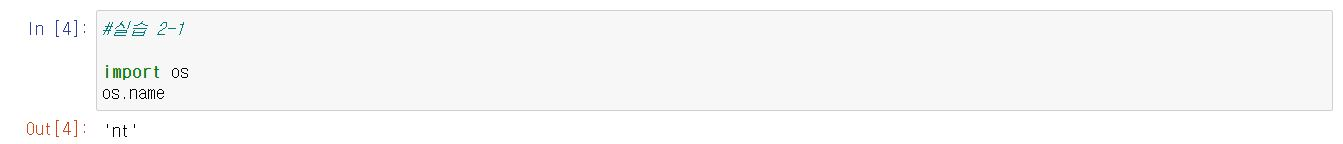 In [4]: #실습 2-1
import os
os.name
Out[4]: 'nt'